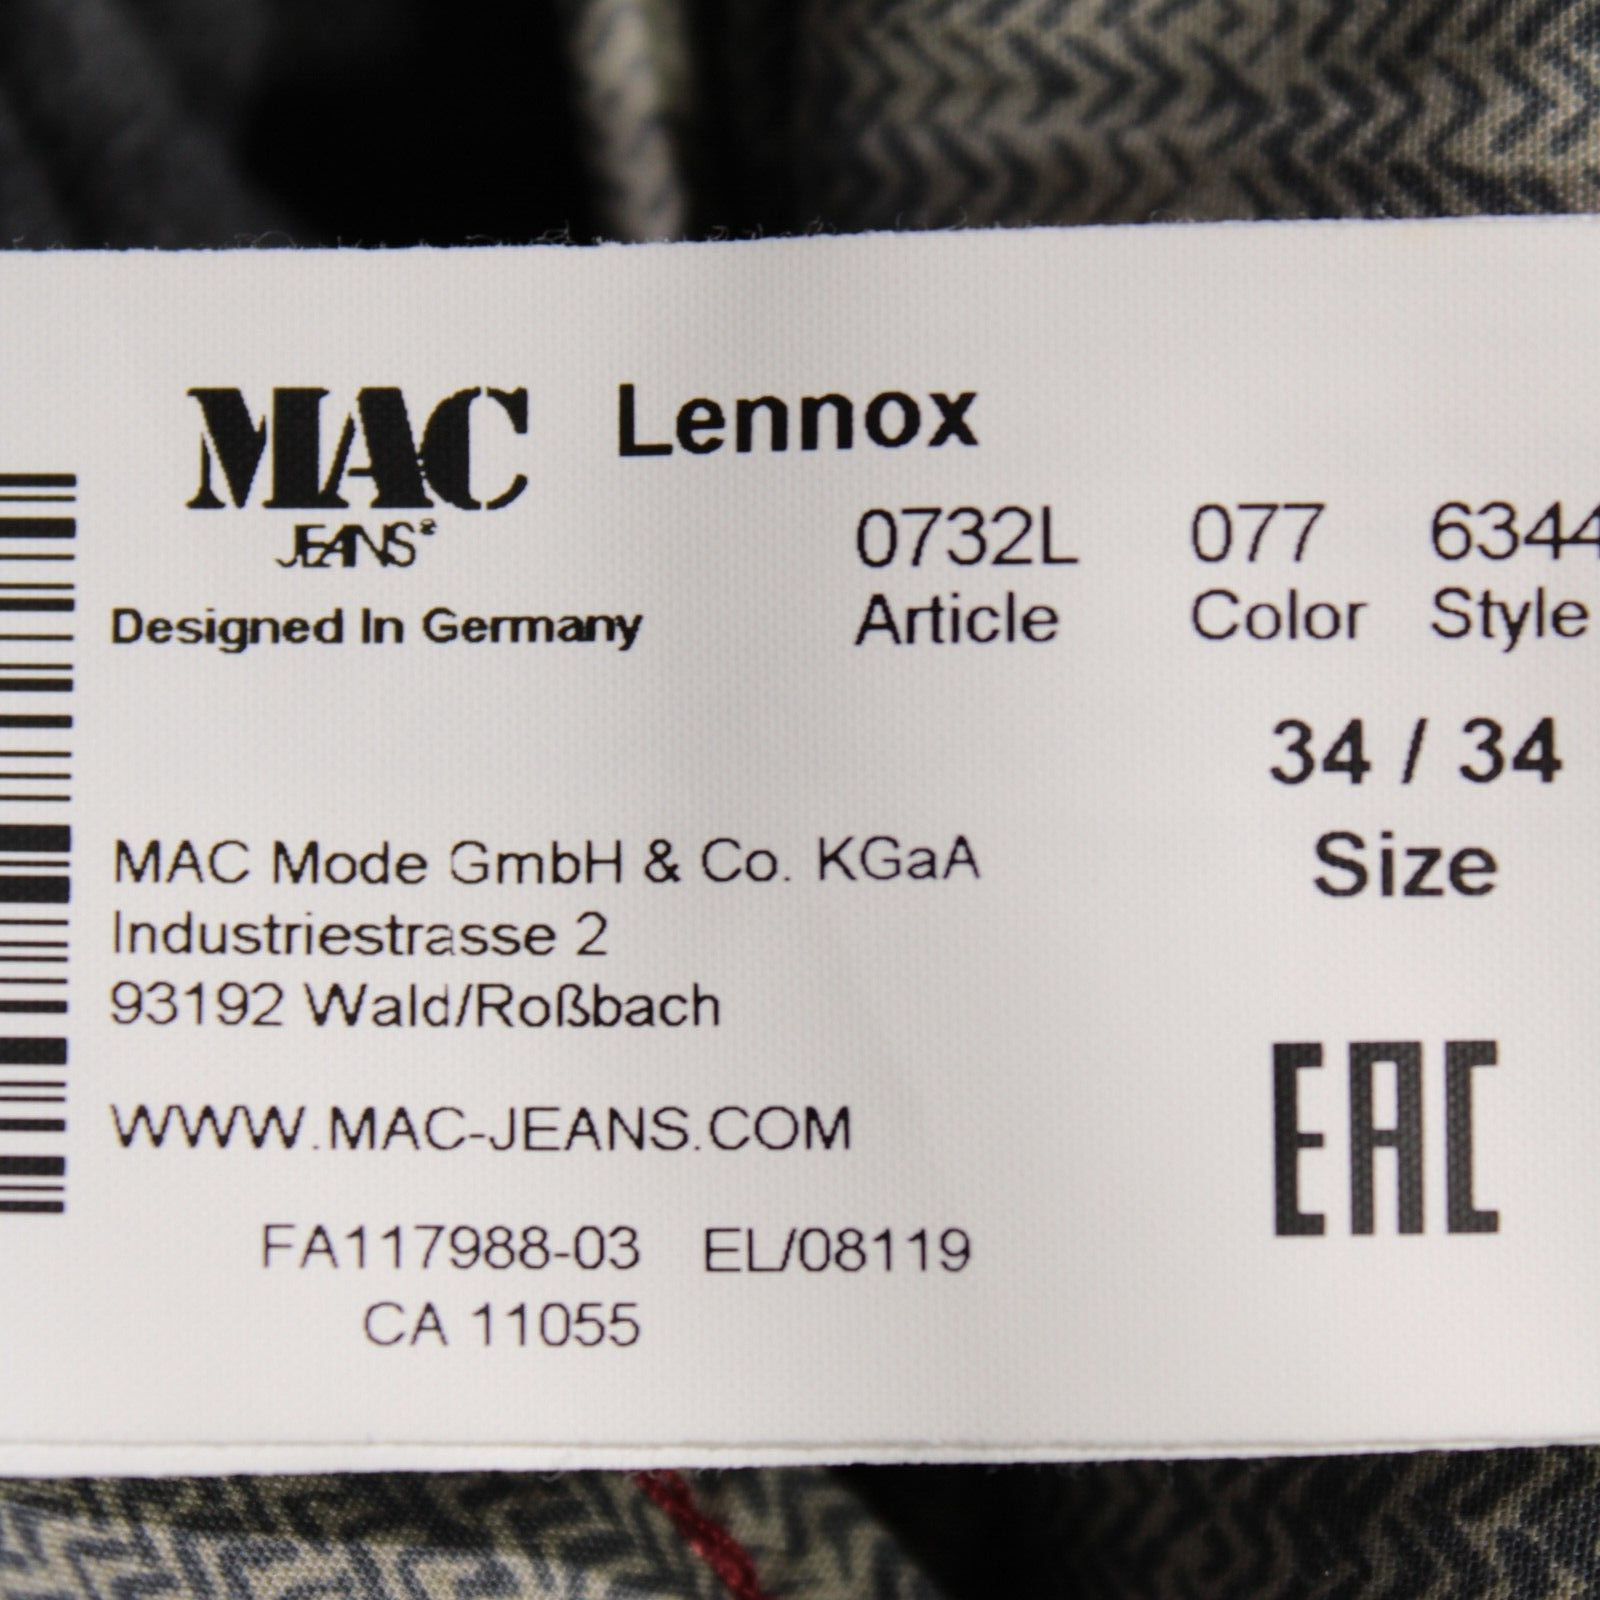 MAC Lennox
JEANS
0732L 077 6344
Article Color Style
Designed In Germany
34 / 34
Size
MAC Mode GmbH & Co. KGaA
Industriestrasse 2
93192 Wald/Roßbach
WWW.MAC-JEANS.COM
EAC
FA117988-03 EL/08119
CA 11055